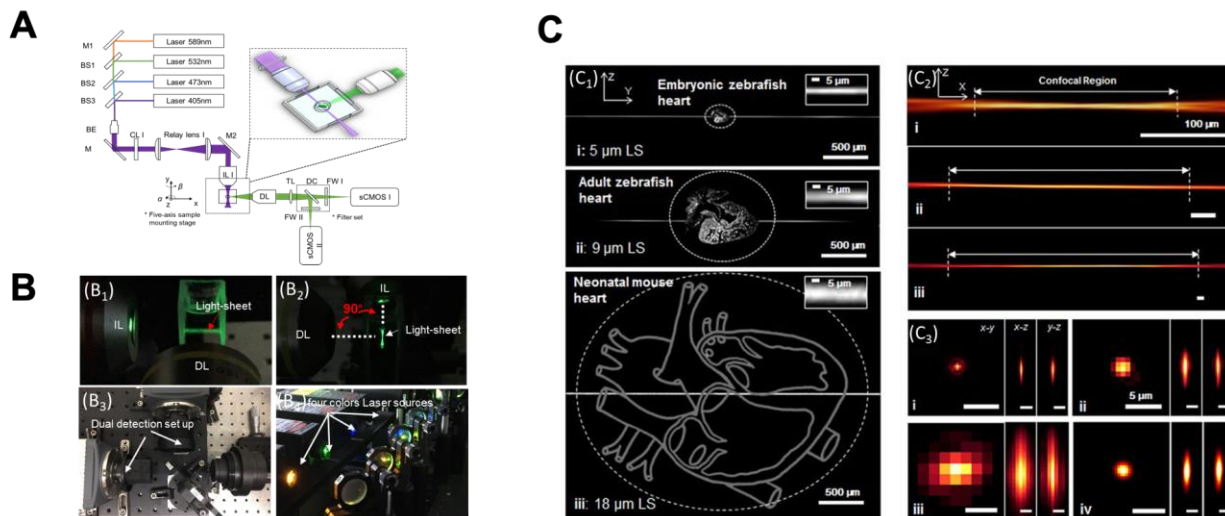 A
M1
Laser 589nm
BS1
Laser 532nm
BS2
Laser 473nm
BS3
Laser 405nm
BE
M
CL I
Relay lens I
M2
IL I
y
β
α
z
x
* Five-axis sample
mounting stage
DL
TL
DC
FW I
sCMOS I
FW II
* Filter set
sCMOS II
B
(B1)
Light-sheet
IL
DL
(B2)
IL
90°
DL
Light-sheet
(B3)
Dual detection set up
(B4)
four colors Laser sources
C
(C1)
Z
Y
Embryonic zebrafish
heart
5 µm
i: 5 µm LS
500 µm
Adult zebrafish
heart
5 µm
ii: 9 µm LS
500 µm
Neonatal mouse
heart
5 µm
iii: 18 µm LS
500 µm
(C2)
Z
X
Confocal Region
i
100 µm
ii
iii
(C3)
x-y
x-z
y-z
i
ii
5 µm
iii
iv